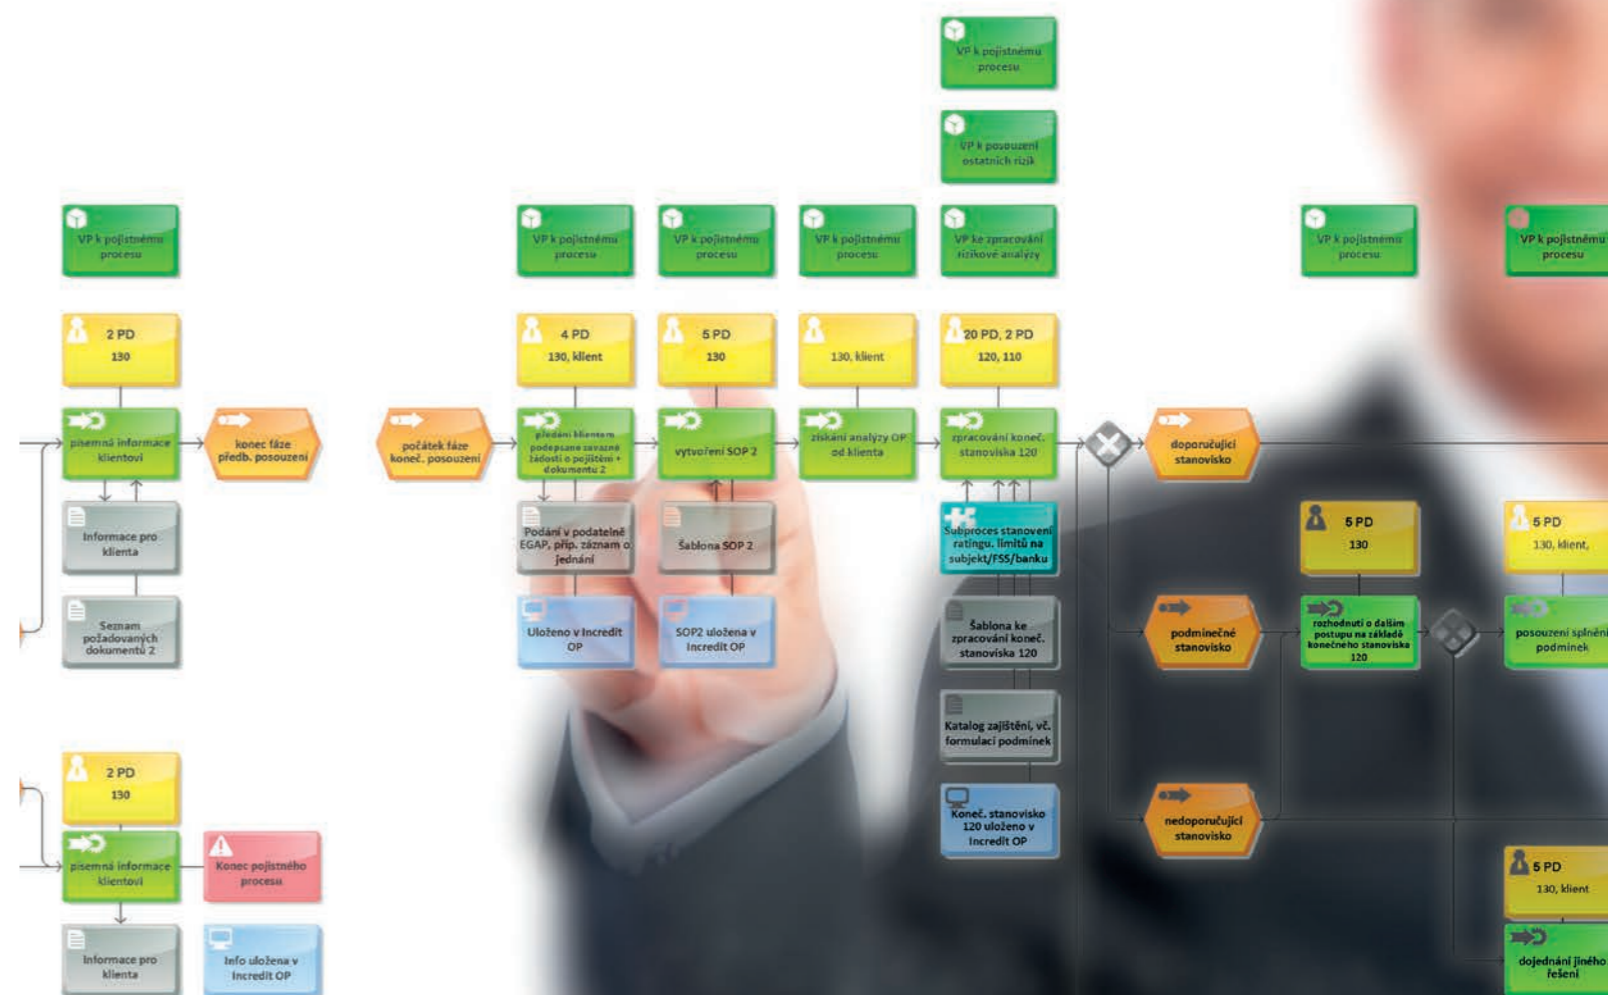 VP k pojistnému
procesu
VP k posouzení
ostatních rizik
VP k pojistnému
procesu
VP k pojistnému
procesu
VP k pojistnému
procesu
VP k pojistnému
procesu
VP ke zpracování
rizikové analýzy
VP k pojistnému
procesu
VP k pojistnému
procesu
2 PD
130
4 PD
130, klient
5 PD
130
130, klient
20 PD, 2 PD
120, 110
písemná informace
klientovi
konec fáze
předb. posouzení
počátek fáze
koneč. posouzení
předání klientem
podepsané závazné
žádosti o pojištění +
dokumentu 2
vytvoření SOP 2
získání analýzy OP
od klienta
zpracování koneč.
stanoviska 120
doporučující
stanovisko
Informace pro
klienta
Podání v podatelně
EGAP, příp. záznam o
jednání
Šablona SOP 2
Subproces stanovení
ratingu. limitů na
subjekt/FSS/banku
5 PD
130
5 PD
130, klient,
Seznam
požadovaných
dokumentů 2
Uloženo v Incredit
OP
SOP2 uložena v
Incredit OP
Šablona ke
zpracování koneč.
stanoviska 120
podmínečné
stanovisko
rozhodnutí o dalším
postupu na základě
konečného stanoviska
120
posouzení splnění
podmínek
Katalog zajištění, vč.
formulací podmínek
2 PD
130
Koneč. stanovisko
120 uloženo v
Incredit OP
nedoporučující
stanovisko
písemná informace
klientovi
Konec pojistného
procesu
5 PD
130, klient
Informace pro
klienta
Info uložena v
Incredit OP
dojednání jiného
řešení